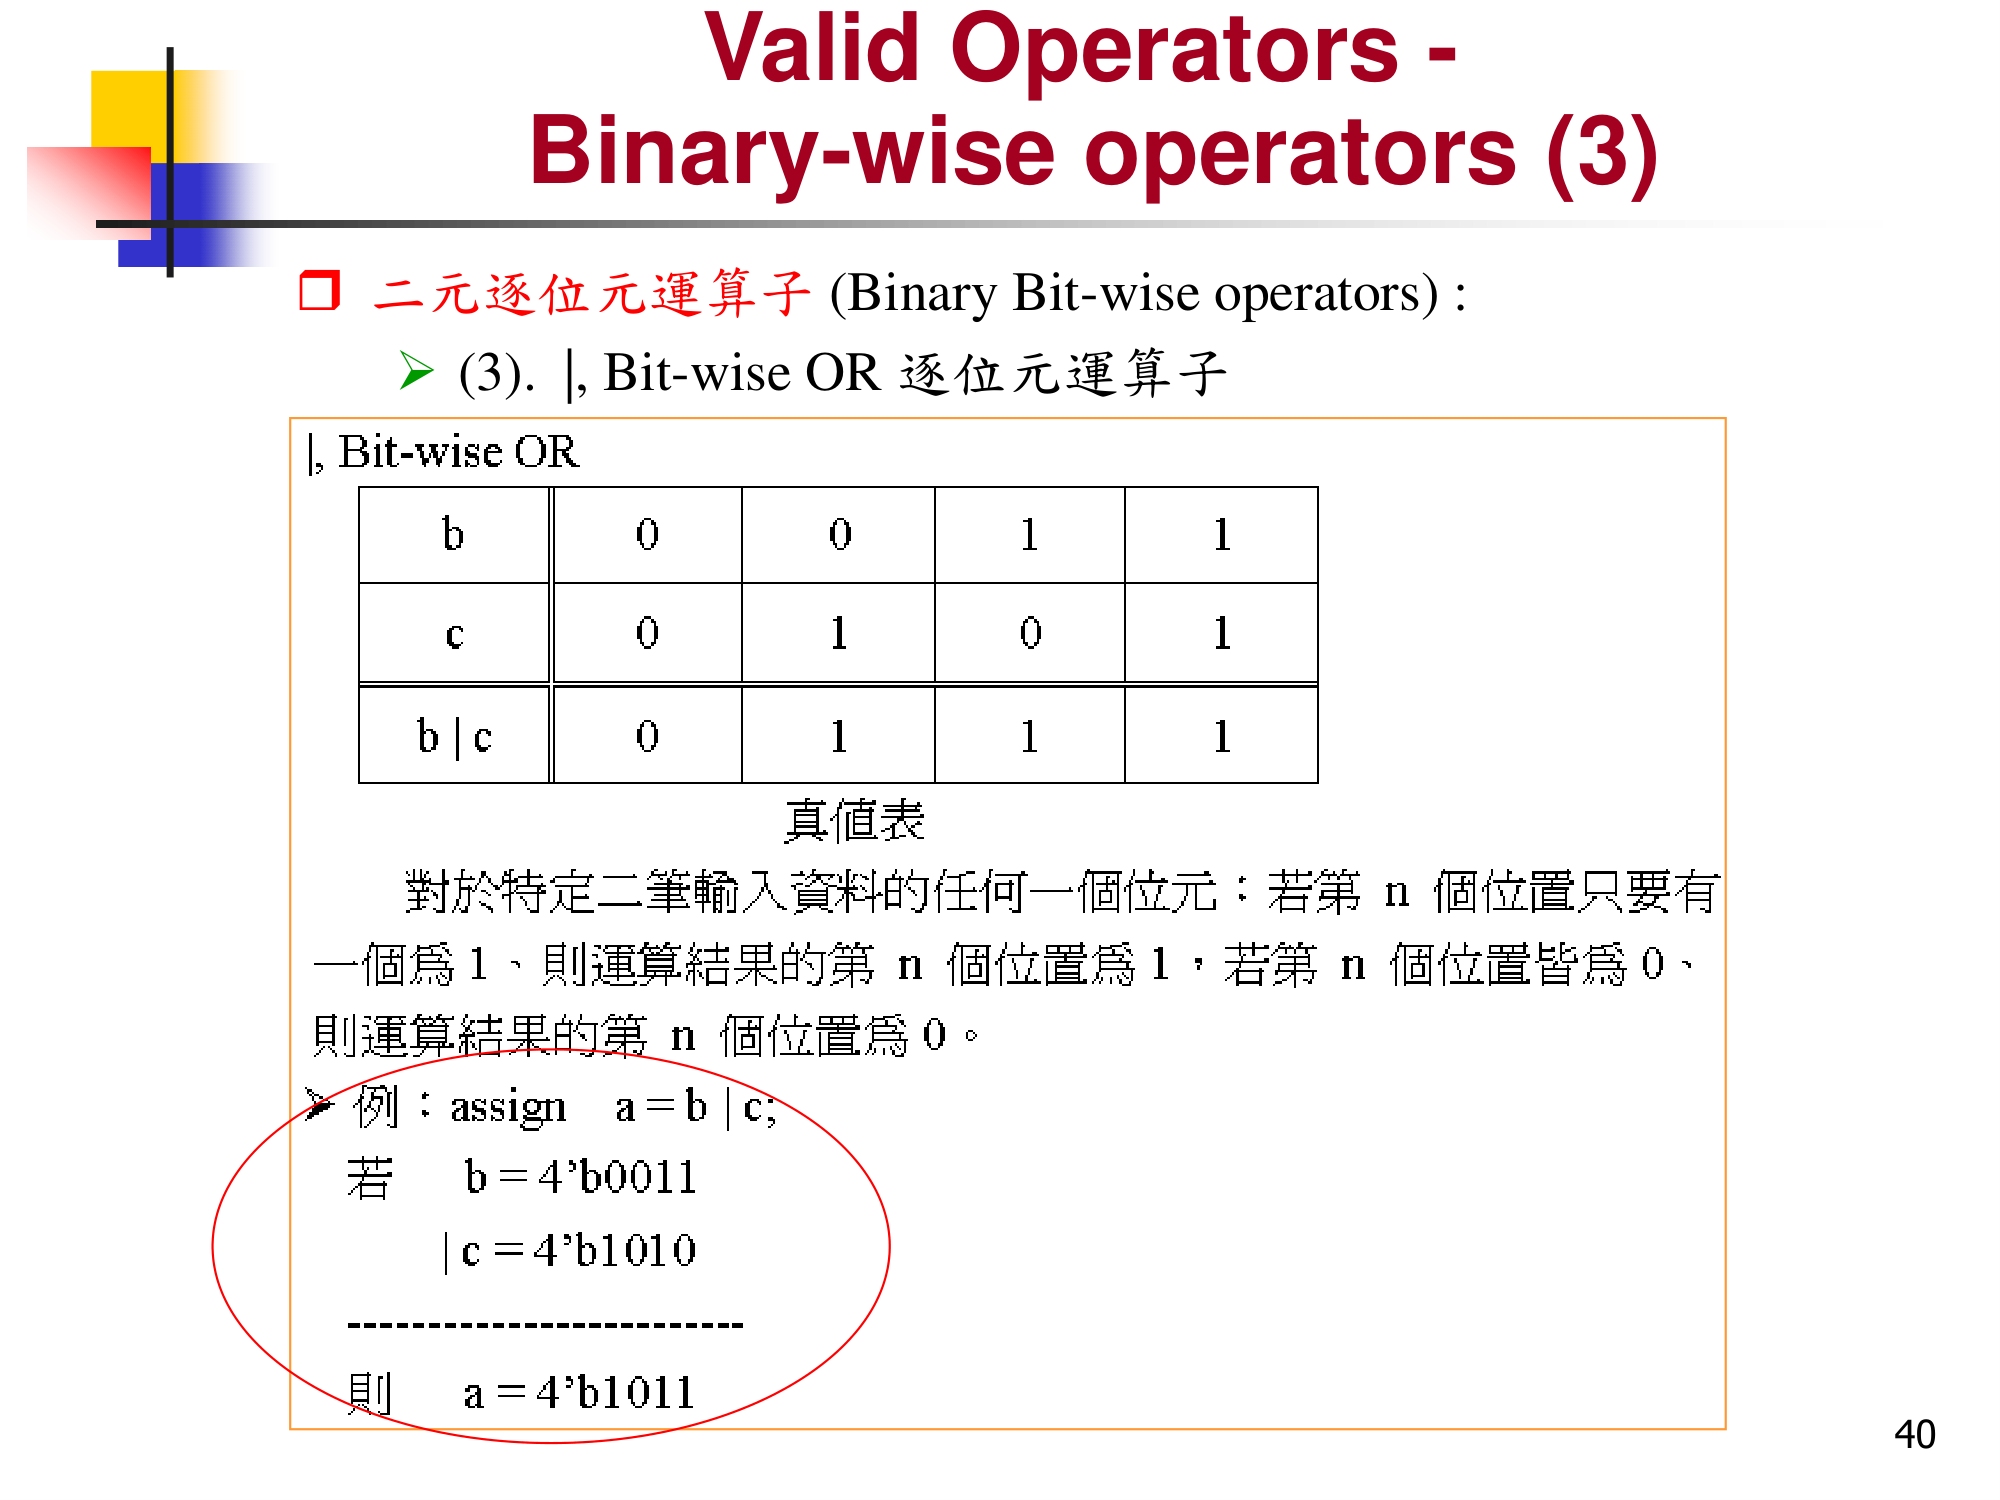 Valid Operators -
Binary-wise operators (3)
二元逐位元運算子 (Binary Bit-wise operators) :
(3). |, Bit-wise OR 逐位元運算子
|, Bit-wise OR
b 0 0 1 1
c 0 1 0 1
b | c 0 1 1 1
真值表
對於特定二筆輸入資料的任何一個位元：若第 n 個位置只要有
一個為 1、則運算結果的第 n 個位置為 1，若第 n 個位置皆為 0、
則運算結果的第 n 個位置為 0。
例：assign a = b | c;
若 b = 4’b0011
| c = 4’b1010
-------------------------
則 a = 4’b1011
40